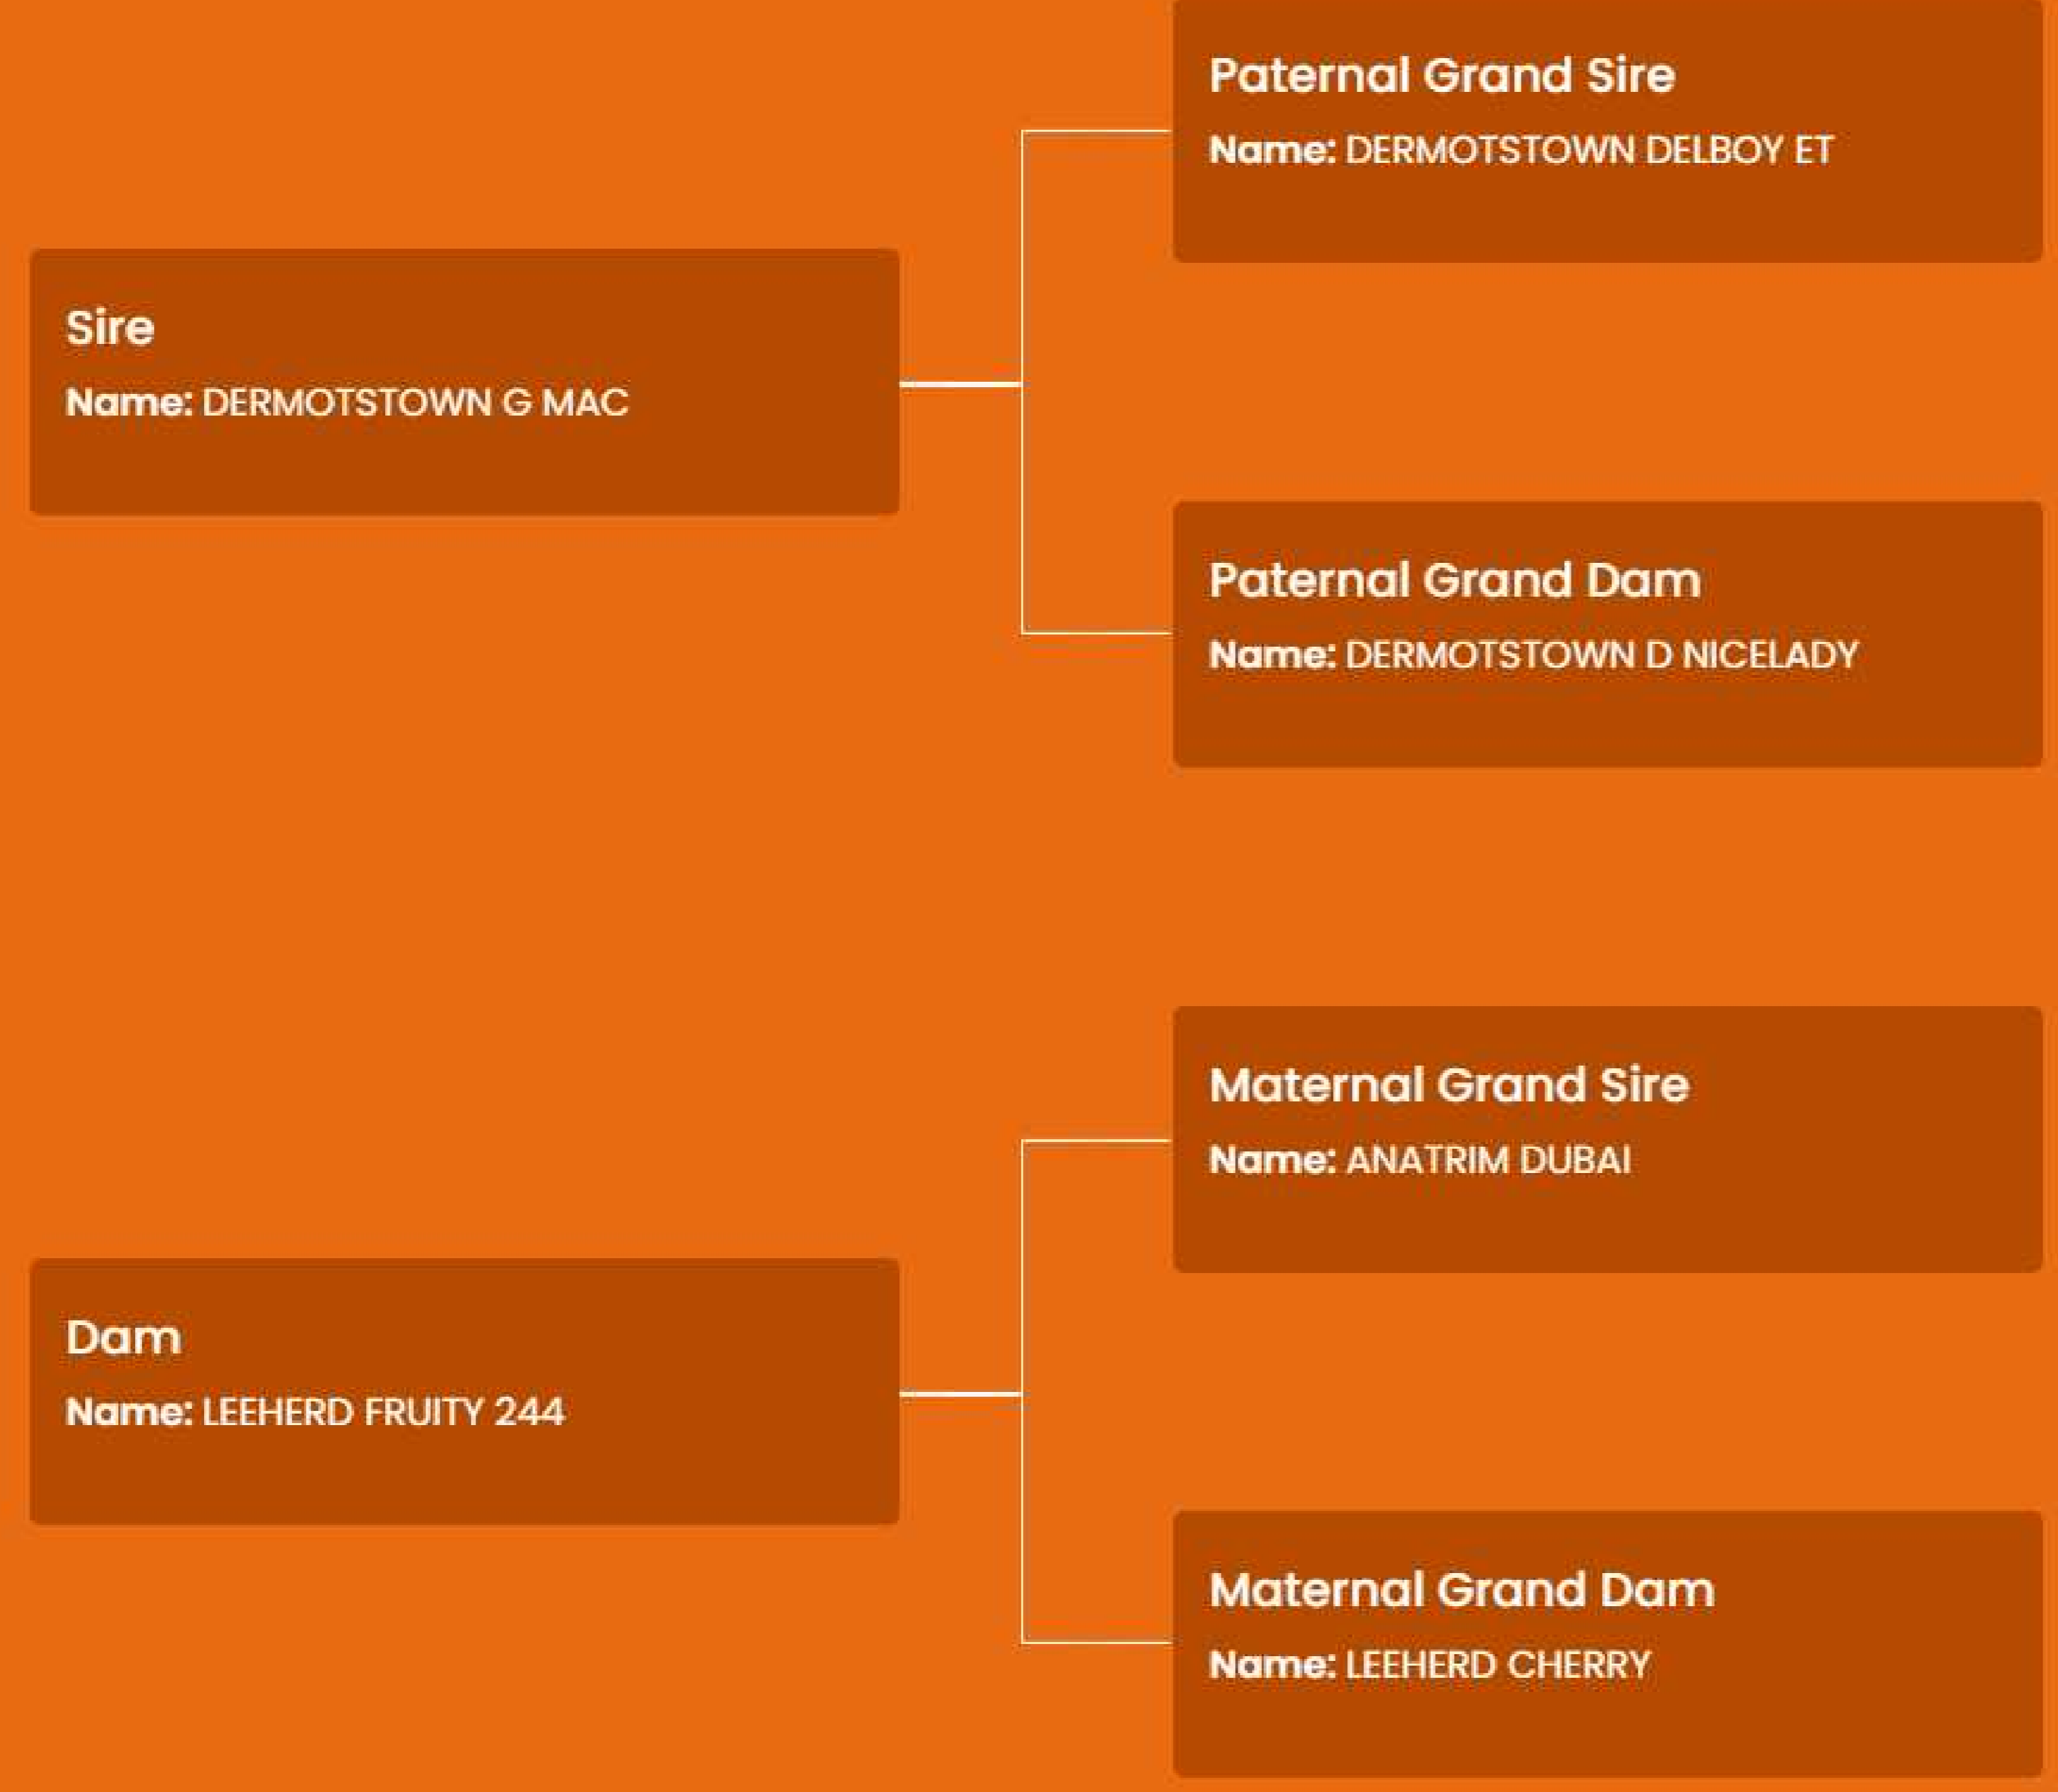 Paternal Grand Sire
Name: DERMOTSTOWN DELBOY ET
Sire
Name: DERMOTSTOWN G MAC
Paternal Grand Dam
Name: DERMOTSTOWN D NICELADY
Maternal Grand Sire
Name: ANATRIM DUBAI
Dam
Name: LEEHERD FRUITY 244
Maternal Grand Dam
Name: LEEHERD CHERRY